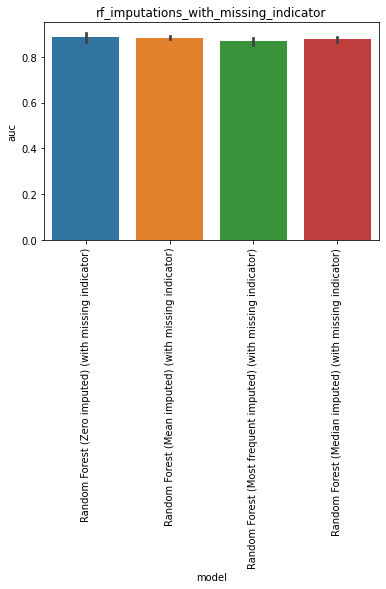 rf_imputations_with_missing_indicator
auc
0.8
0.6
0.4
0.2
0.0
Random Forest (Zero imputed) (with missing indicator)
Random Forest (Mean imputed) (with missing indicator)
Random Forest (Most frequent imputed) (with missing indicator)
Random Forest (Median imputed) (with missing indicator)
model